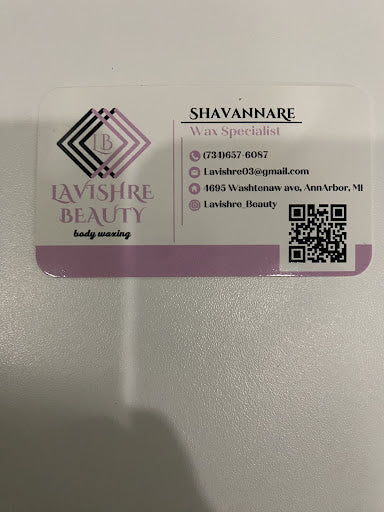 LB
LAVISHRE
BEAUTY
body waxing
SHAVANNARE
Wax Specialist
(734)657-6087
Lavishre03@gmail.com
4695 Washtenaw ave, AnnArbor, MI
Lavishre_Beauty